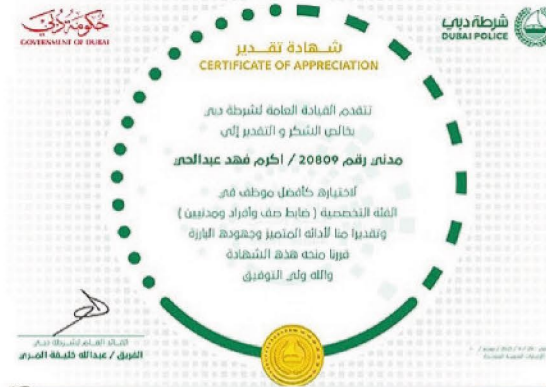 حكومة دبي
GOVERNMENT OF DUBAI
شرطة دبي
DUBAI POLICE
شهادة تقدير
CERTIFICATE OF APPRECIATION
تتقدم القيادة العامة لشرطة دبي
بخالص الشكر و التقدير إلى
مدني رقم 20809 / اكرم فهد عبدالحي
لاختياره كأفضل موظف في
الفئة التخصصية ( ضابط صف وأفراد ومدنيين )
وتقديرا منا لأدائه المتميز وجهوده البارزة
قررنا منحه هذه الشهادة
والله ولي التوفيق
القائد العام لشرطة دبي
الفريق / عبدالله خليفة المري